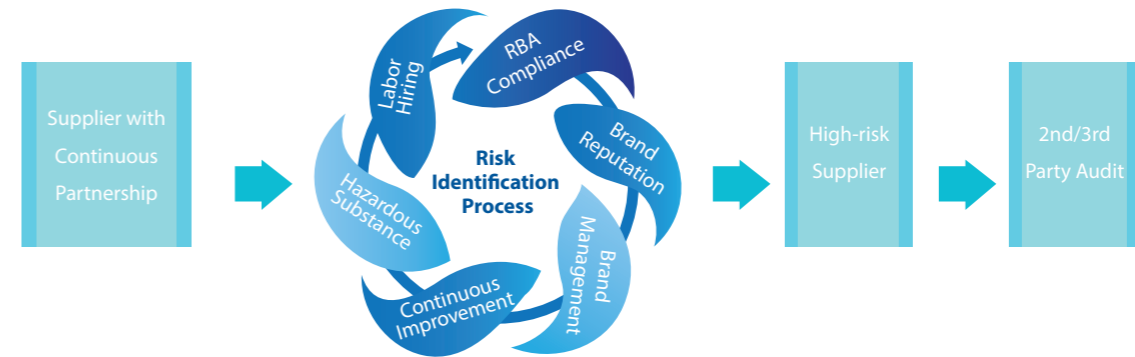 Supplier with
Continuous
Partnership
Labor
Hiring
RBA
Compliance
Brand
Reputation
Brand
Management
Continuous
Improvement
Hazardous
Substance
Risk
Identification
Process
High-risk
Supplier
2nd/3rd
Party Audit